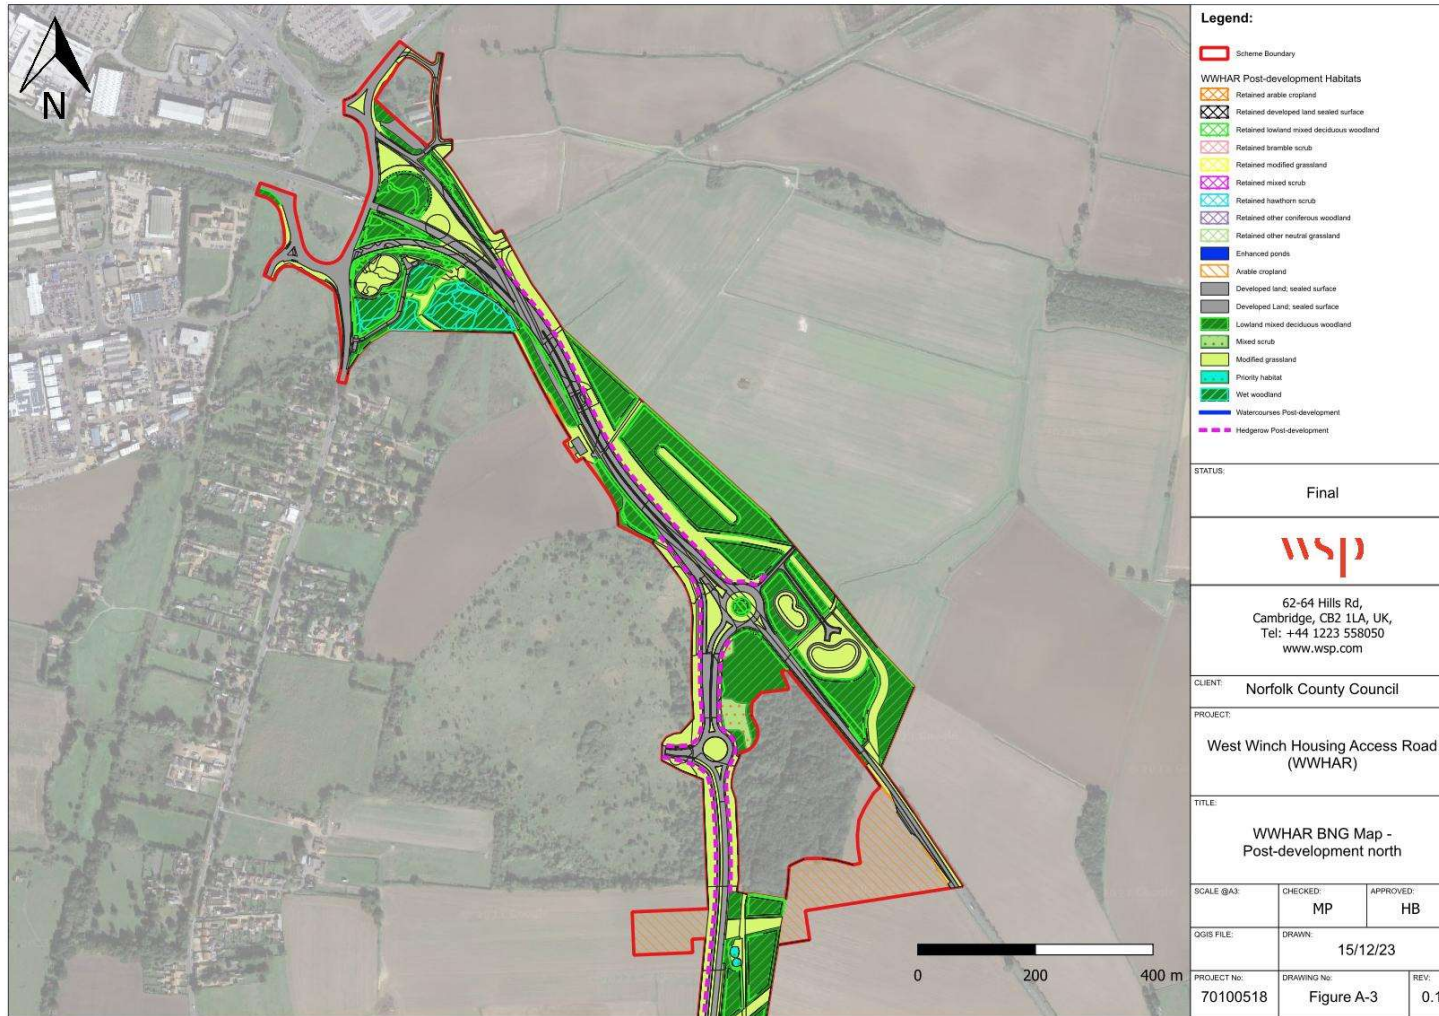 N
0
200
400 m
Legend:
Scheme Boundary
WWHAR Post-development Habitats
Retained arable cropland
Retained developed land sealed surface
Retained lowland mixed deciduous woodland
Retained bramble scrub
Retained modified grassland
Retained mixed scrub
Retained hawthorn scrub
Retained other coniferous woodland
Retained other neutral grassland
Enhanced ponds
Arable cropland
Developed land; sealed surface
Developed Land; sealed surface
Lowland mixed deciduous woodland
Mixed scrub
Modified grassland
Priority habitat
Wet woodland
Watercourses Post-development
Hedgerow Post-development
STATUS:
Final
wsp
62-64 Hills Rd,
Cambridge, CB2 1LA, UK,
Tel: +44 1223 558050
www.wsp.com
CLIENT:
Norfolk County Council
PROJECT:
West Winch Housing Access Road
(WWHAR)
TITLE:
WWHAR BNG Map -
Post-development north
SCALE @A3:
CHECKED:
MP
APPROVED:
HB
QGIS FILE:
DRAWN:
15/12/23
PROJECT No:
70100518
DRAWING No:
Figure A-3
REV:
0.1